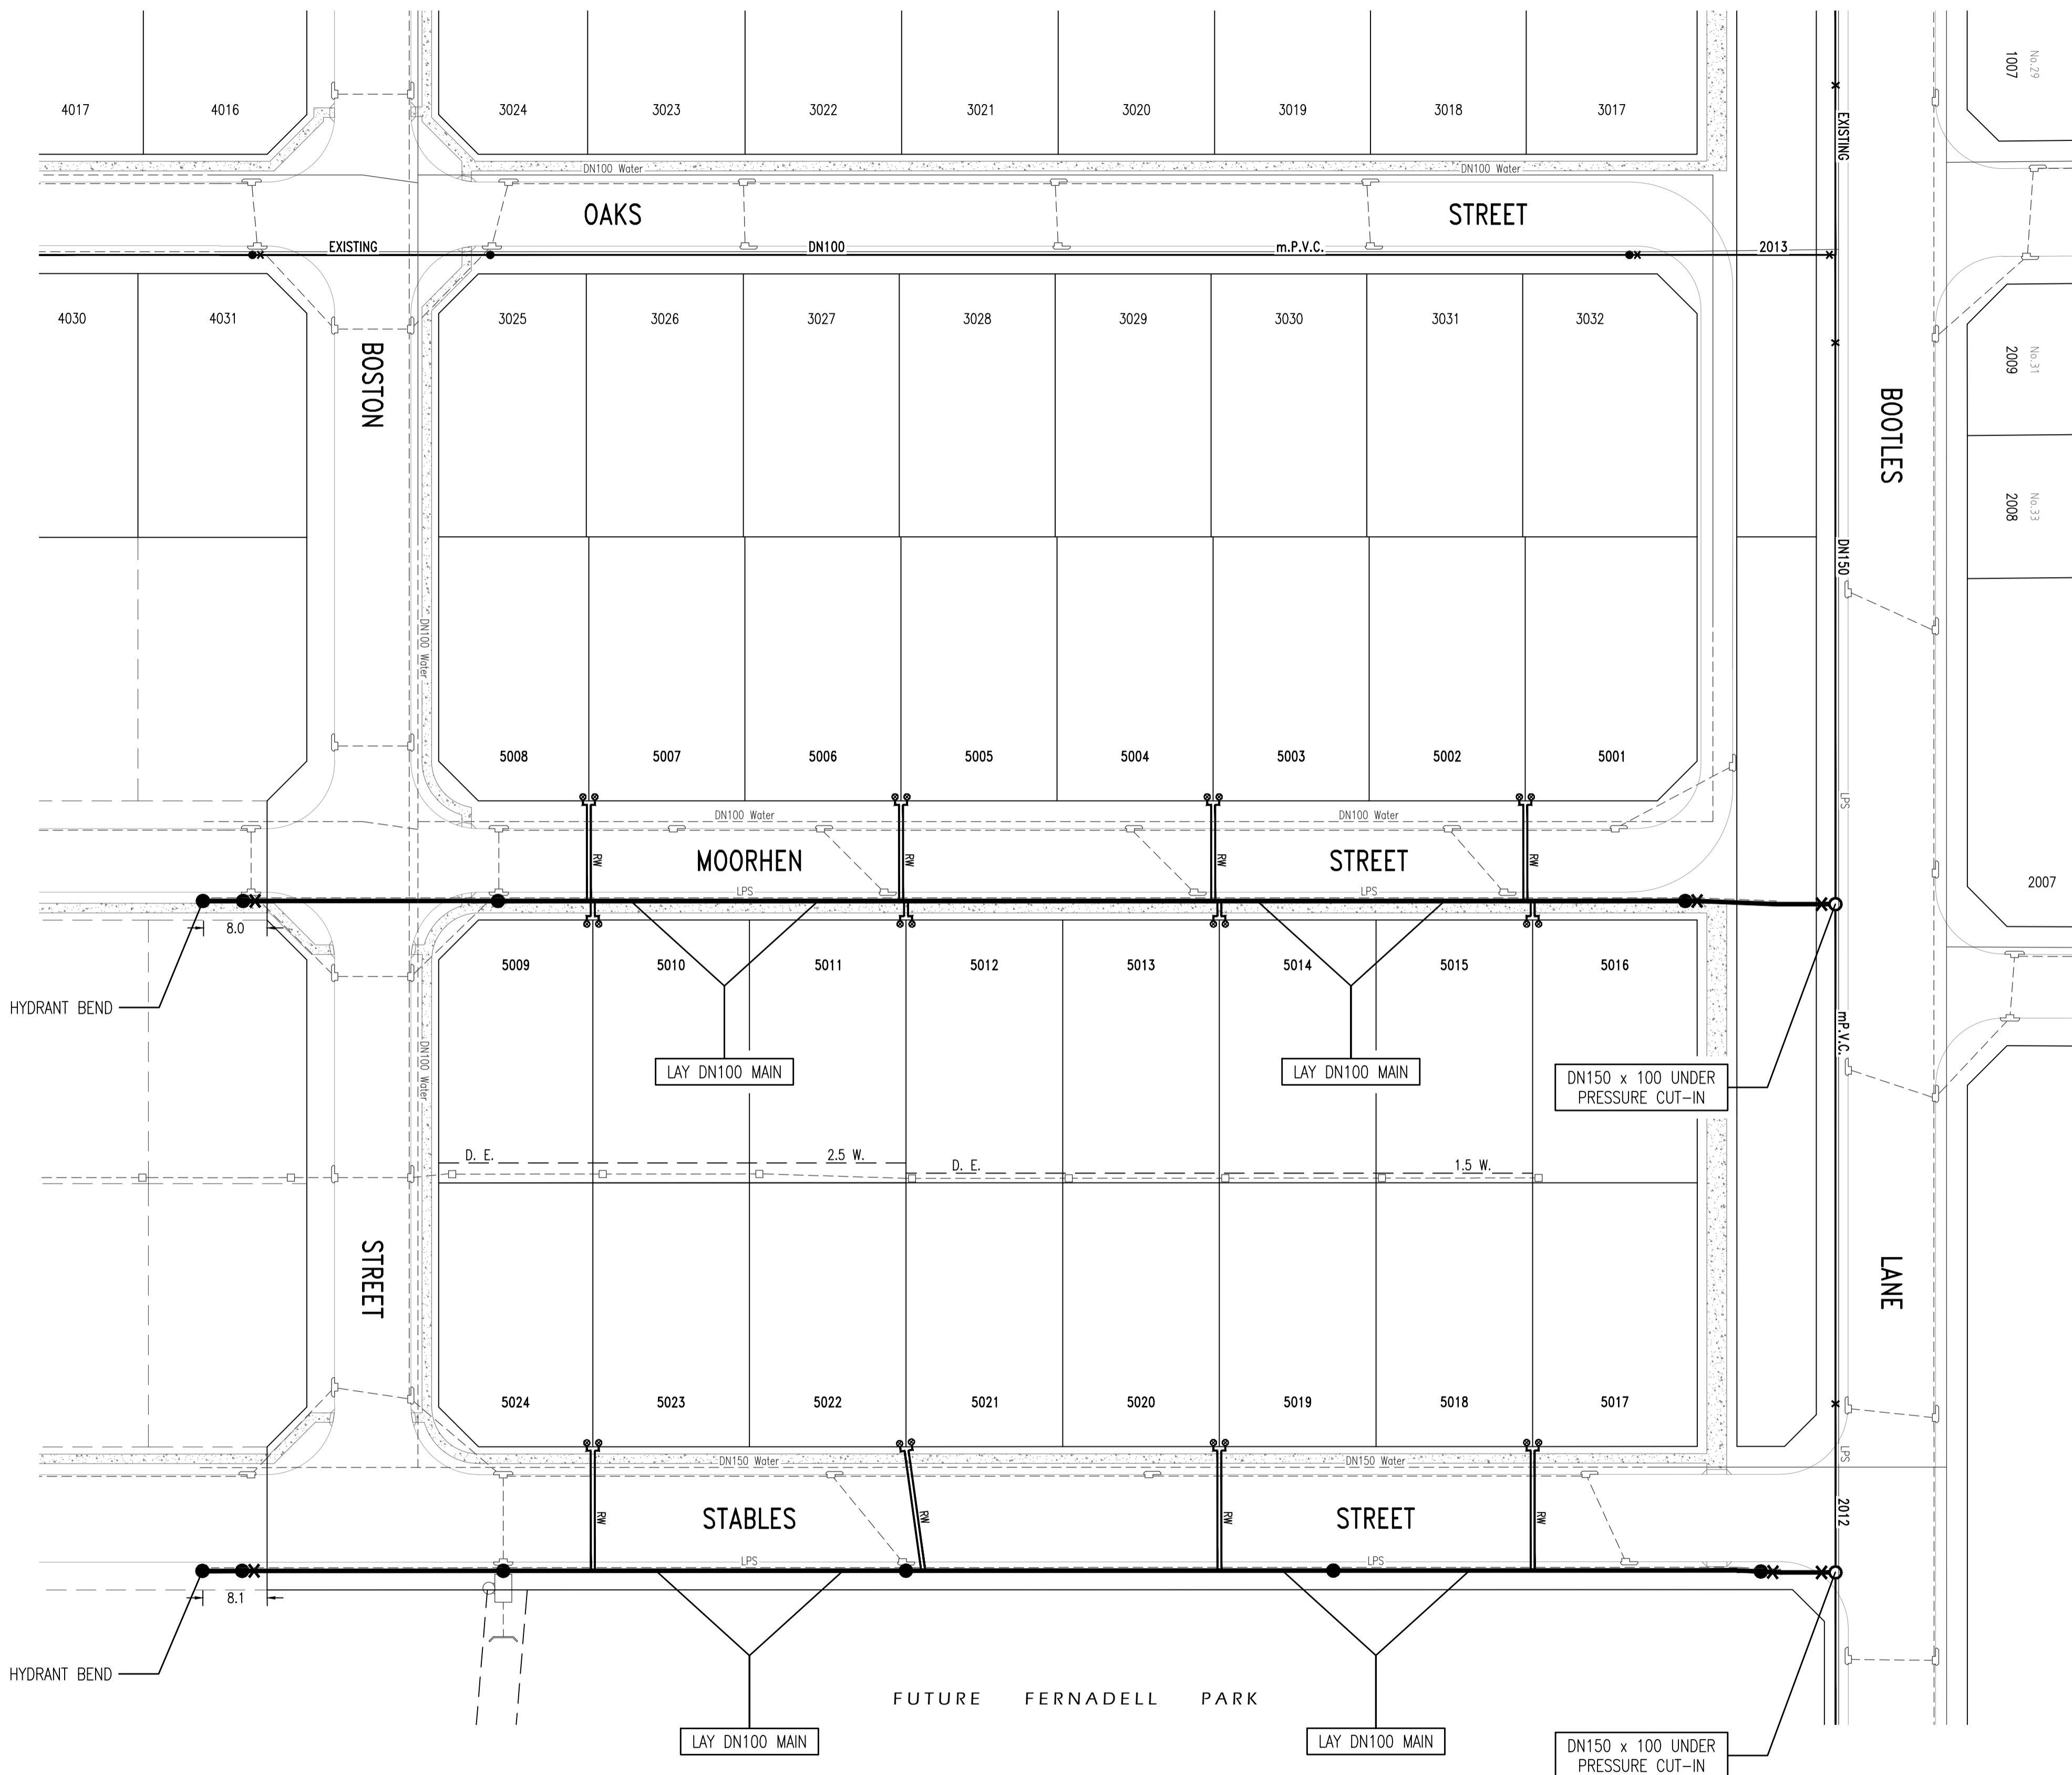 4017
4016
3024
3023
3022
3021
3020
3019
3018
3017
EXISTING
1007
No.29
DN100 Water
DN100 Water
OAKS
STREET
EXISTING
DN100
m.P.V.C.
2013
4030
4031
3025
3026
3027
3028
3029
3030
3031
3032
BOSTON
BOOTLES
2009
No.31
2008
No.33
DN150
DN100 Water
5008
5007
5006
5005
5004
5003
5002
5001
LPS
DN100 Water
DN100 Water
RW
MOORHEN
RW
RW
STREET
RW
LPS
LPS
2007
8.0
5009
5010
5011
5012
5013
5014
5015
5016
HYDRANT BEND
mP.V.C.
DN100 Water
LAY DN100 MAIN
LAY DN100 MAIN
DN150 x 100 UNDER
PRESSURE CUT-IN
D. E.
2.5 W.
D. E.
1.5 W.
STREET
LANE
5024
5023
5022
5021
5020
5019
5018
5017
DN150 Water
DN150 Water
LPS
RW
STABLES
RW
RW
STREET
RW
2012
LPS
LPS
8.1
HYDRANT BEND
FUTURE FERNADELL PARK
LAY DN100 MAIN
LAY DN100 MAIN
DN150 x 100 UNDER
PRESSURE CUT-IN